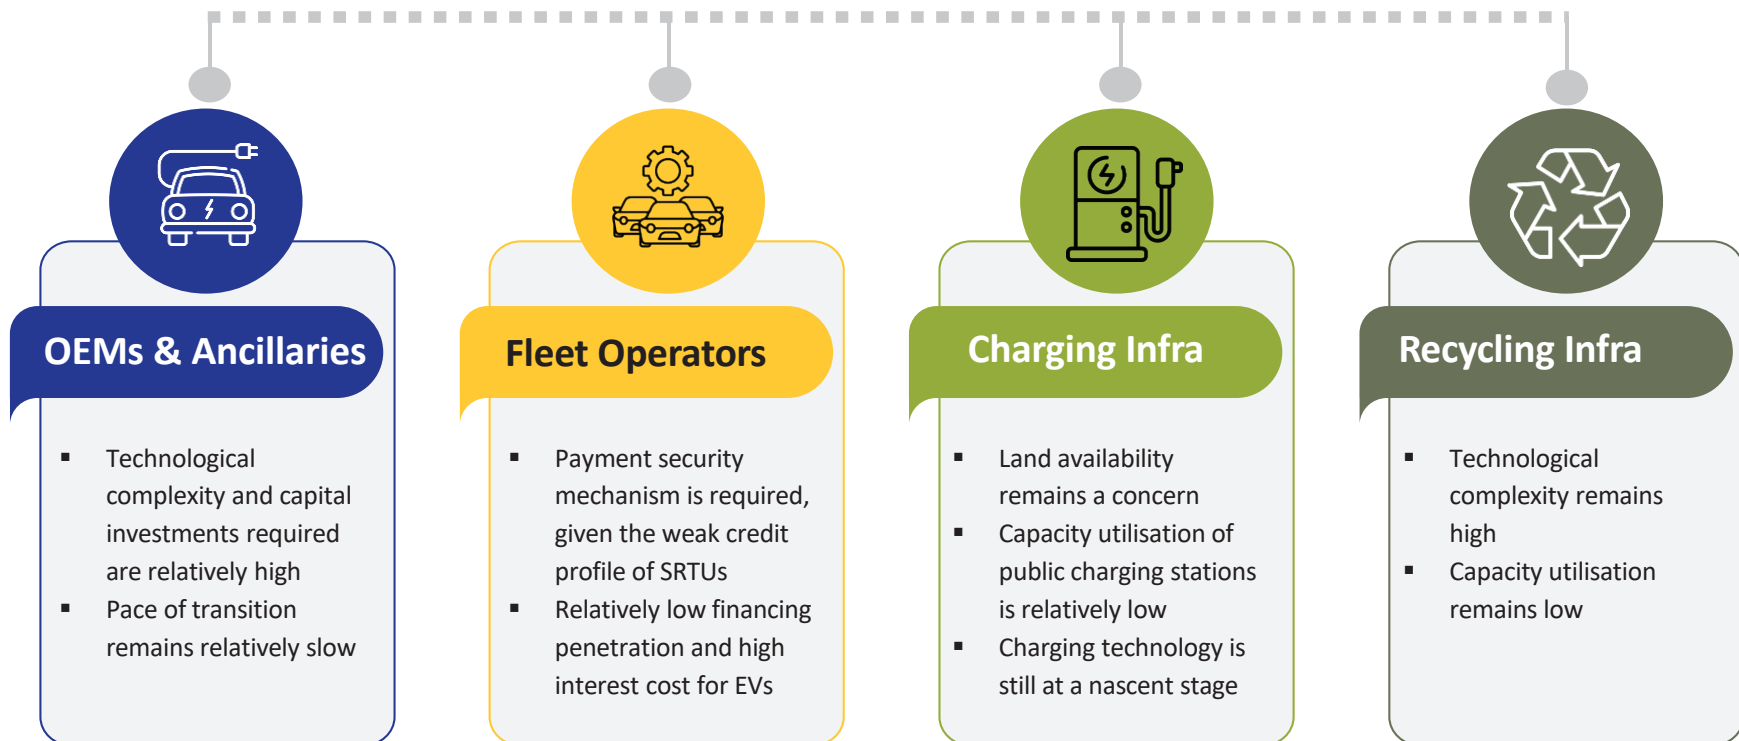 OEMs & Ancillaries
▪ Technological
complexity and capital
investments required
are relatively high
▪ Pace of transition
remains relatively slow
Fleet Operators
▪ Payment security
mechanism is required,
given the weak credit
profile of SRTUs
▪ Relatively low financing
penetration and high
interest cost for EVs
Charging Infra
▪ Land availability
remains a concern
▪ Capacity utilisation of
public charging stations
is relatively low
▪ Charging technology is
still at a nascent stage
Recycling Infra
▪ Technological
complexity remains
high
▪ Capacity utilisation
remains low